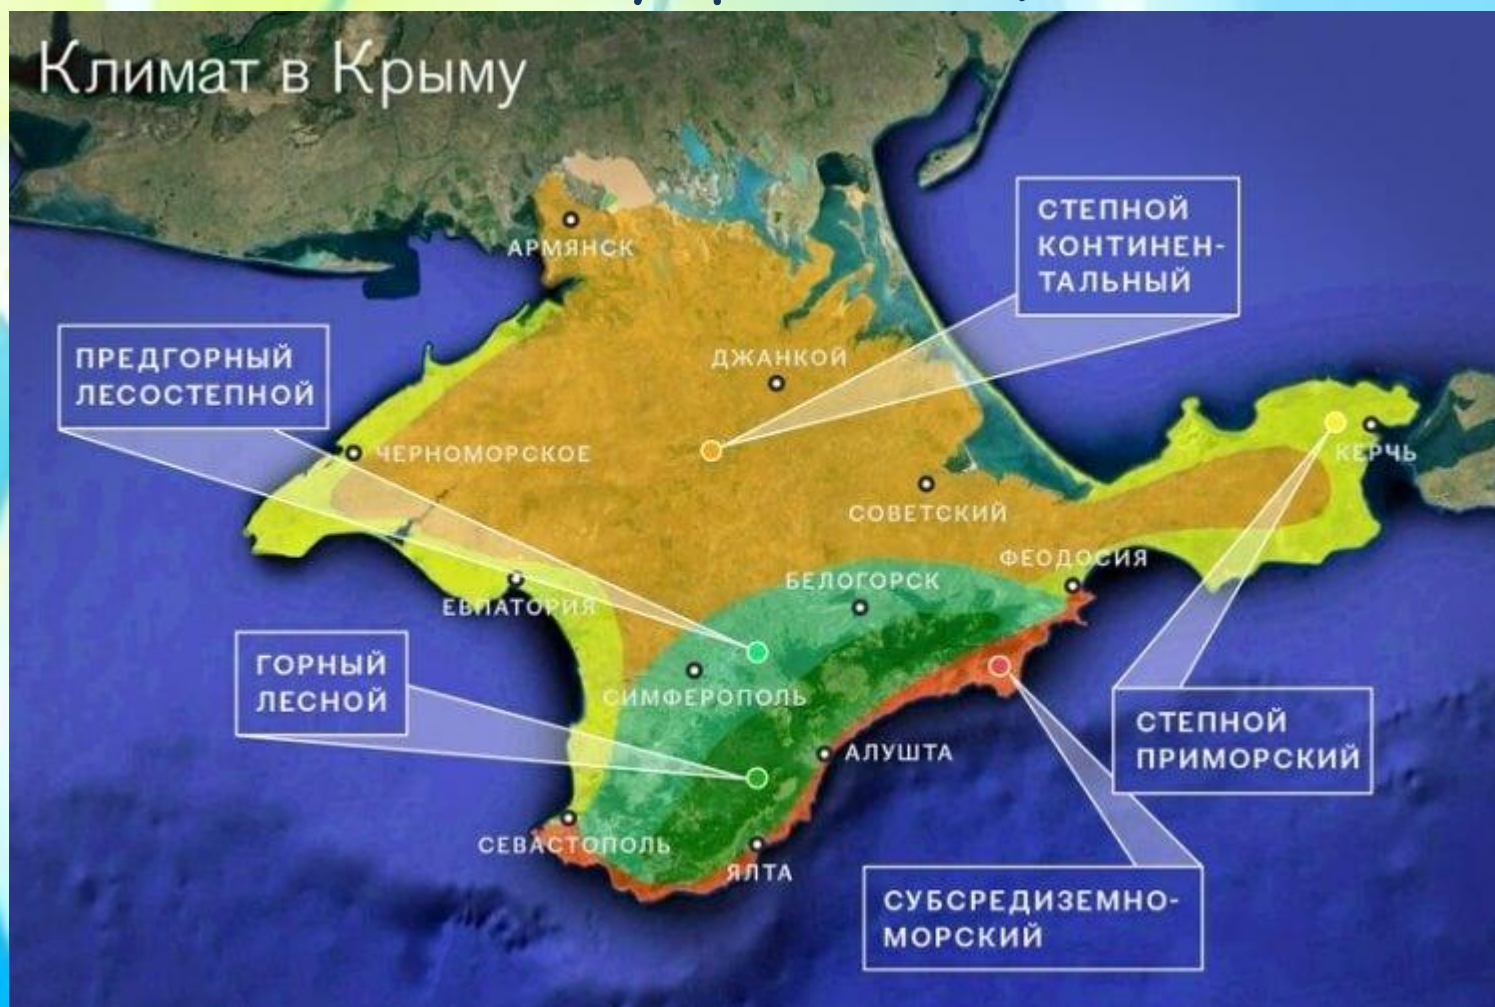 Климат в Крыму
СТЕПНОЙ
КОНТИНЕН-
ТАЛЬНЫЙ
АРМЯНСК
ПРЕДГОРНЫЙ
ЛЕСОСТЕПНОЙ
ДЖАНКОЙ
ЧЕРНОМОРСКОЕ
КЕРЧЬ
СОВЕТСКИЙ
ФЕОДОСИЯ
БЕЛОГОРСК
ЕВПАТОРИЯ
ГОРНЫЙ
ЛЕСНОЙ
СИМФЕРОПОЛЬ
СТЕПНОЙ
ПРИМОРСКИЙ
АЛУШТА
СЕВАСТОПОЛЬ
ЯЛТА
СУБСРЕДИЗЕМНО-
МОРСКИЙ